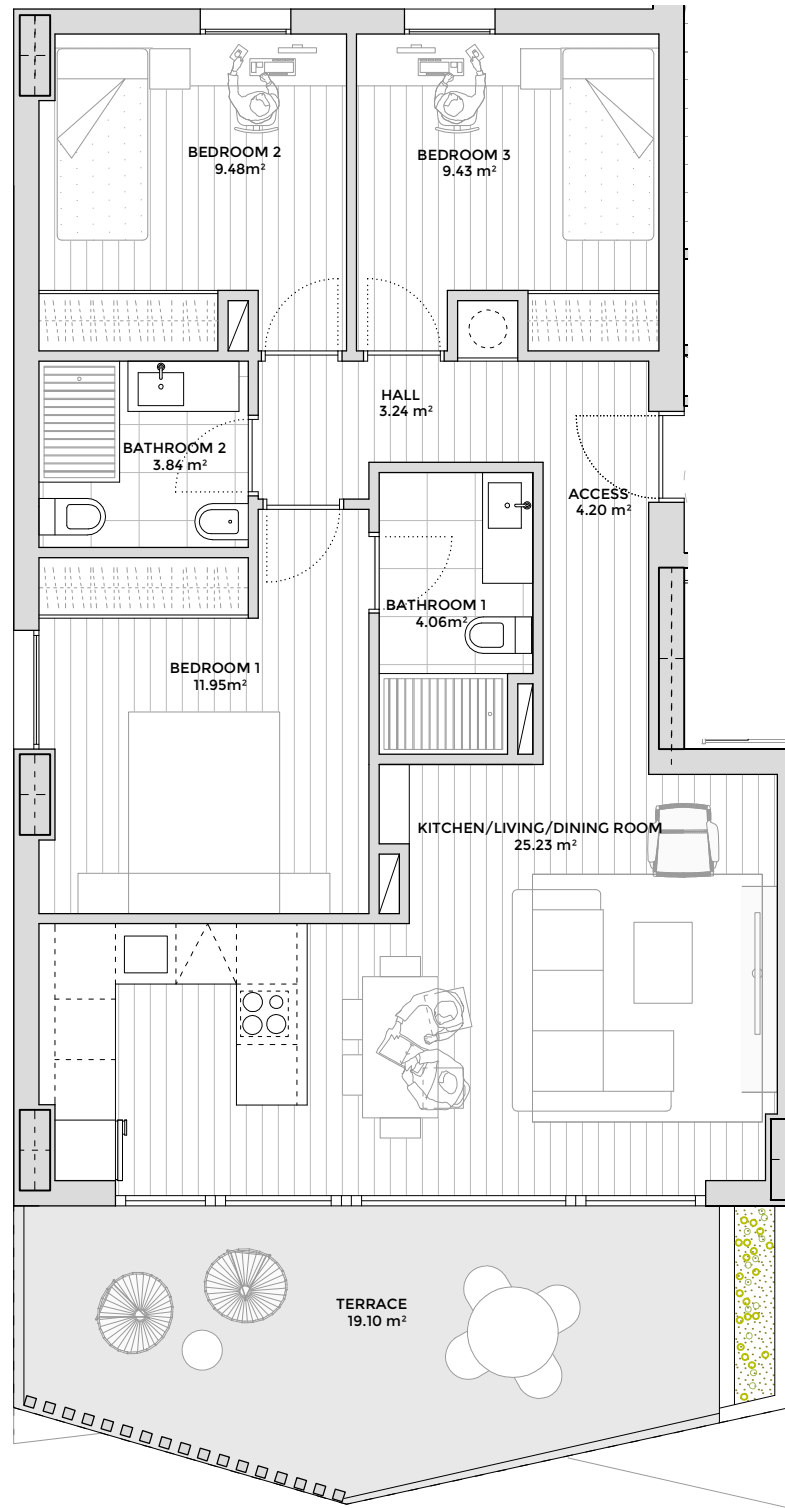 BEDROOM 2
9.48m²
BEDROOM 3
9.43 m²
HALL
3.24 m²
BATHROOM 2
3.84 m²
ACCESS
4.20 m²
BATHROOM 1
4.06m²
BEDROOM 1
11.95m²
KITCHEN/LIVING/DINING ROOM
25.23 m²
TERRACE
19.10 m²